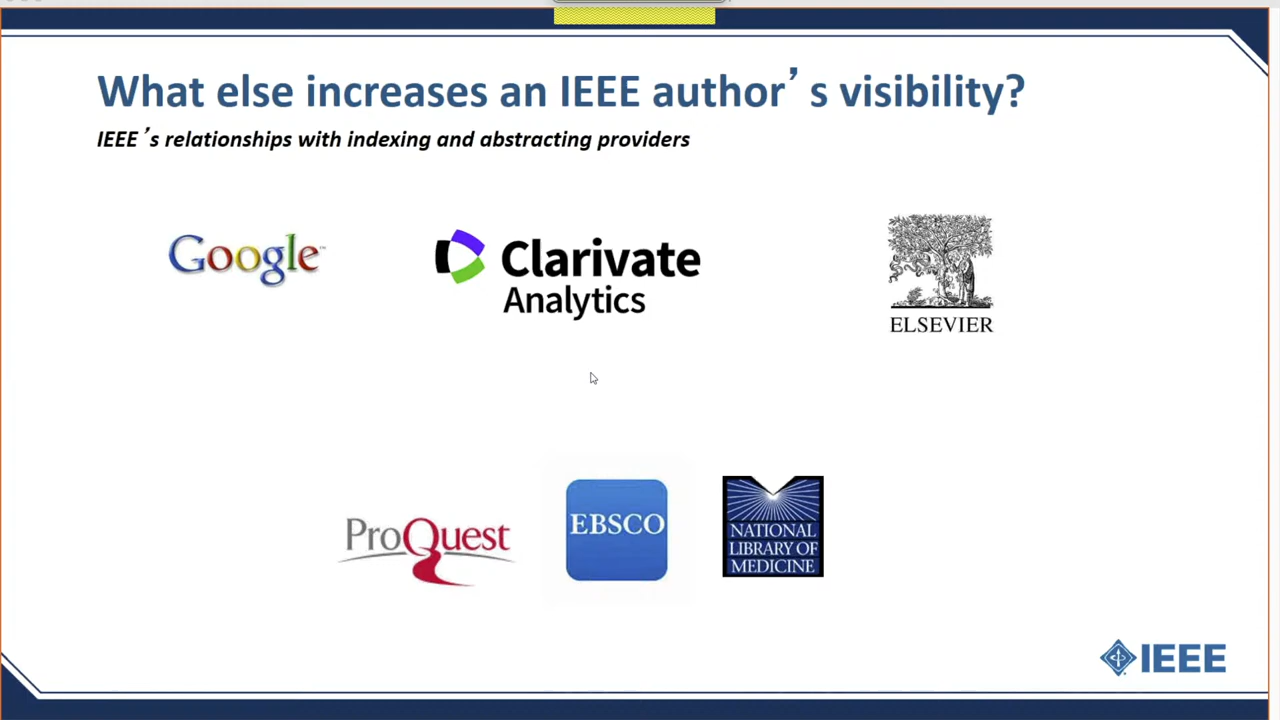 What else increases an IEEE author’s visibility?
IEEE’s relationships with indexing and abstracting providers
Google™
Clarivate
Analytics
ELSEVIER
ProQuest
EBSCO
NATIONAL
LIBRARY OF
MEDICINE
IEEE